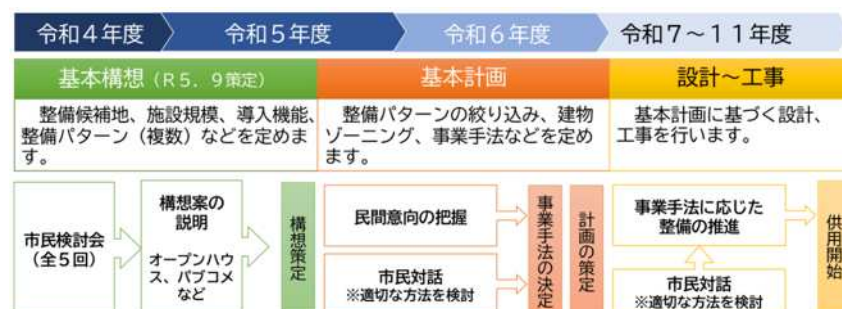 令和４年度
令和５年度
令和６年度
令和７～１１年度
基本構想（Ｒ５．９策定）
基本計画
設計～工事
整備候補地、施設規模、導入機能、
整備パターン（複数）などを定めま
す。
整備パターンの絞り込み、建物
ゾーニング、事業手法などを定め
ます。
基本計画に基づく設計、
工事を行います。
市民検討会
（全５回）
構想案の
説明
オープンハウ
ス、パブコメ
など
構想策定
民間意向の把握
市民対話
※適切な方法を検討
事業手法の決定
計画の策定
事業手法に応じた
整備の推進
市民対話
※適切な方法を検討
供用開始